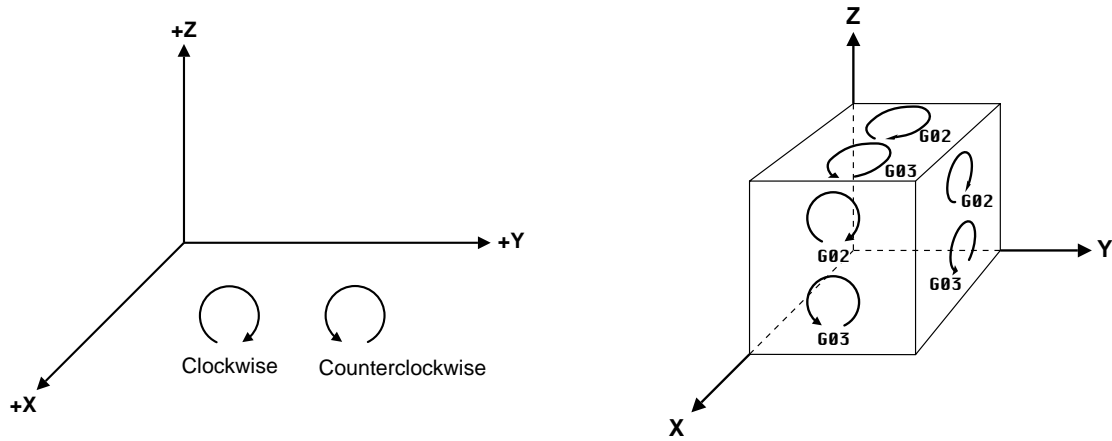 +Z
+Y
+X
Clockwise
Counterclockwise
Z
G02
G03
G02
G02
G03
G03
Y
X